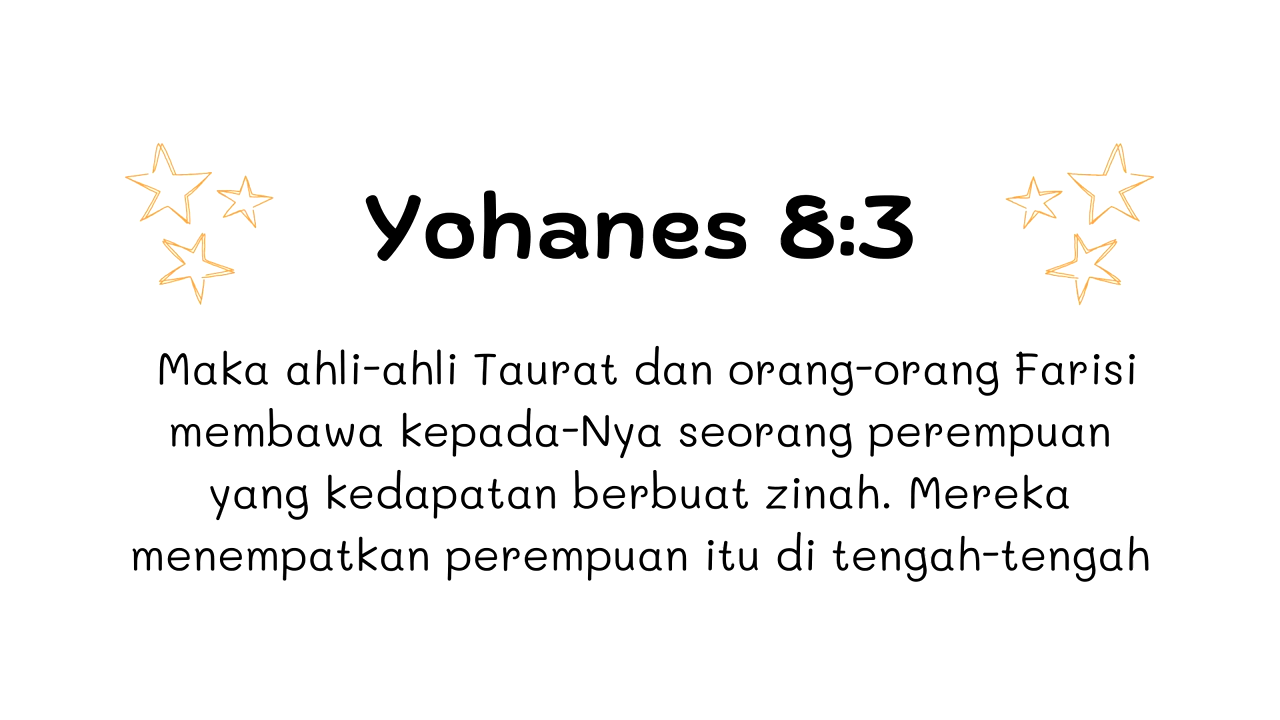 Yohanes 8:3
Maka ahli-ahli Taurat dan orang-orang Farisi
membawa kepada-Nya seorang perempuan
yang kedapatan berbuat zinah. Mereka
menempatkan perempuan itu di tengah-tengah